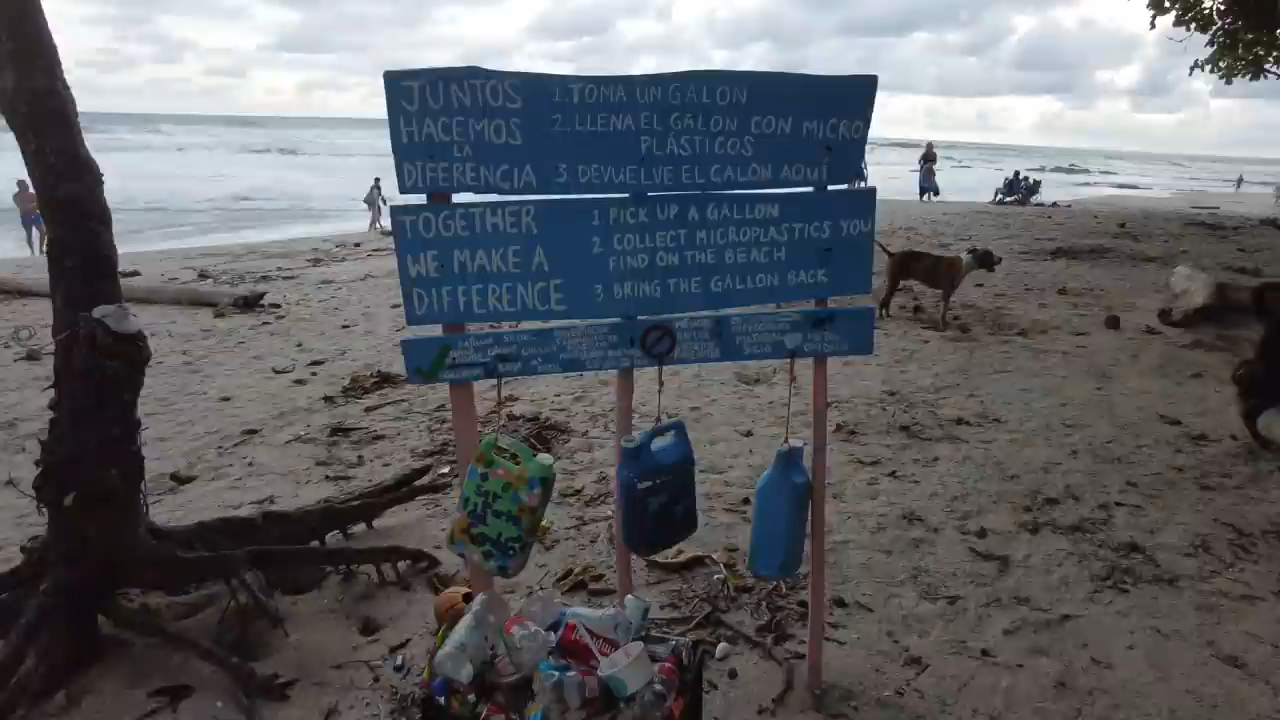 JUNTOS
HACEMOS
LA
DIFERENCIA
1. TOMA UN GALON
2. LLENA EL GALON CON MICRO
PLÁSTICOS
3 DEVUELVE EL GALON AQUÍ
TOGETHER
WE MAKE A
DIFFERENCE
1 PICK UP A GALLON
2 COLLECT MICROPLASTICS YOU
FIND ON THE BEACH
3 BRING THE GALLON BACK